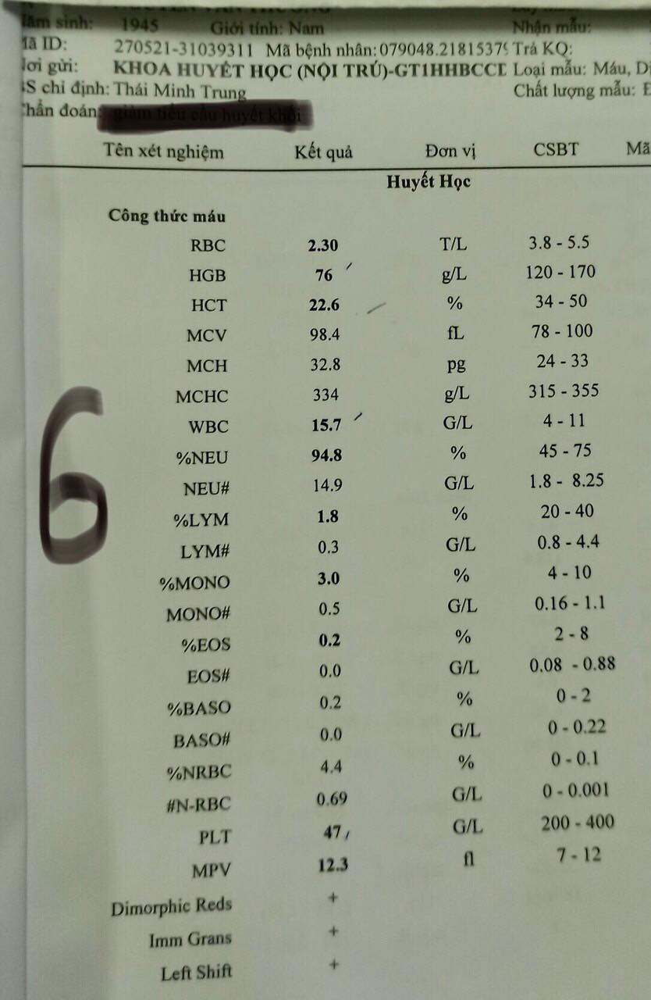 sinh: 1945 Giới tính: Nam Nhận mẫu:
ID: 270521-31039311 Mã bệnh nhân: 079048.2181537 Trả KQ:
gửi: KHOA HUYẾT HỌC (NỘI TRÚ)-GT1HHBCCĐ Loại mẫu: Máu,
chỉ định: Thái Minh Trung Chất lượng mẫu:
đoán: giảm tiểu cầu huyết khối
Tên xét nghiệm Kết quả Đơn vị CSBT Mã
Huyết Học
Công thức máu
RBC 2.30 T/L 3.8 - 5.5
HGB 76 g/L 120 - 170
HCT 22.6 % 34 - 50
MCV 98.4 fL 78 - 100
MCH 32.8 pg 24 - 33
MCHC 334 g/L 315 - 355
WBC 15.7 G/L 4 - 11
%NEU 94.8 % 45 - 75
NEU# 14.9 G/L 1.8 - 8.25
%LYM 1.8 % 20 - 40
6
LYM# 0.3 G/L 0.8 - 4.4
%MONO 3.0 % 4 - 10
MONO# 0.5 G/L 0.16 - 1.1
%EOS 0.2 % 2 - 8
EOS# 0.0 G/L 0.08 - 0.88
%BASO 0.2 % 0 - 2
BASO# 0.0 G/L 0 - 0.22
%NRBC 4.4 % 0 - 0.1
#N-RBC 0.69 G/L 0 - 0.001
PLT 47 G/L 200 - 400
MPV 12.3 fl 7 - 12
Dimorphic Reds +
Imm Grans +
Left Shift +